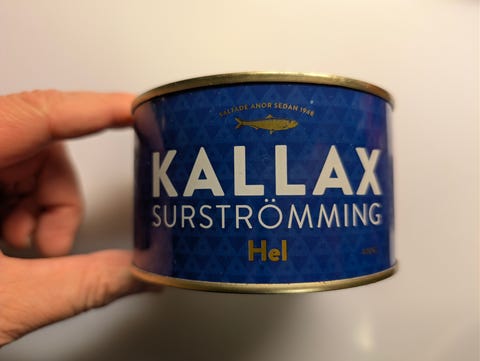 SALTADE ANOR SEDAN 1948
KALLAX
SURSTRÖMMING
Hel